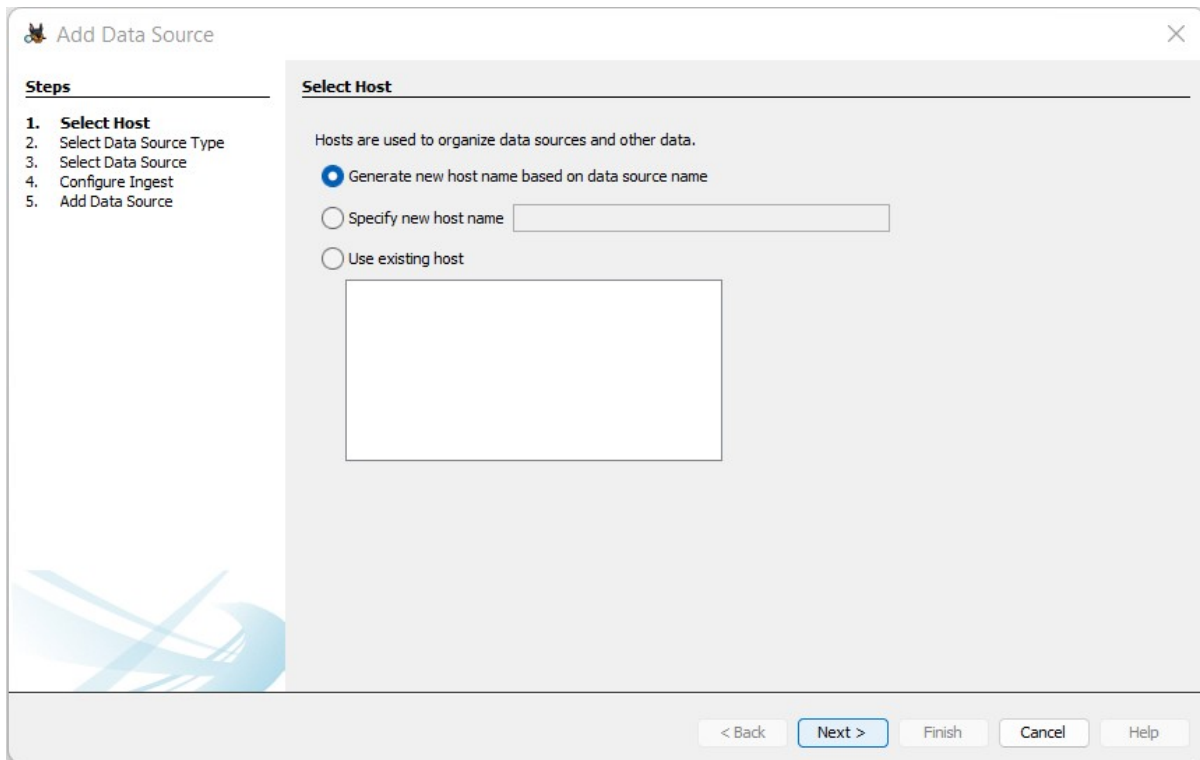 Add Data Source
Steps
1. Select Host
2. Select Data Source Type
3. Select Data Source
4. Configure Ingest
5. Add Data Source
Select Host
Hosts are used to organize data sources and other data.
Generate new host name based on data source name
Specify new host name
Use existing host
< Back Next > Finish Cancel Help